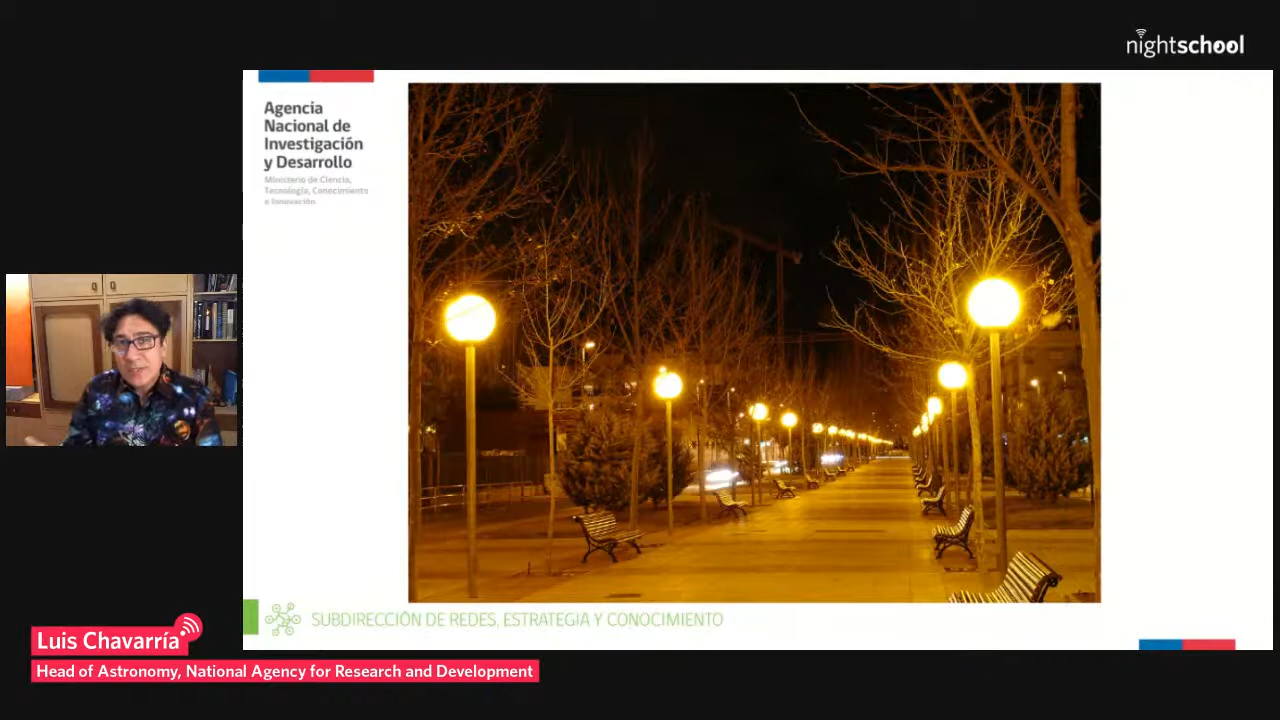 nightschool
Agencia
Nacional de
Investigación
y Desarrollo
Ministerio de Ciencia,
Tecnología, Conocimiento
e Innovación
SUBDIRECCIÓN DE REDES, ESTRATEGIA Y CONOCIMIENTO
Luis Chavarría
Head of Astronomy, National Agency for Research and Development